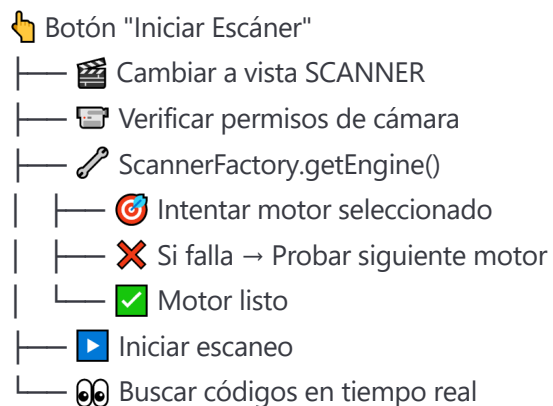 👆 Botón "Iniciar Escáner"
├── 🎬 Cambiar a vista SCANNER
├── 📹 Verificar permisos de cámara
├── 🔧 ScannerFactory.getEngine()
│   ├── 🎯 Intentar motor seleccionado
│   ├── ❌ Si falla → Probar siguiente motor
│   └── ✅ Motor listo
├── ▶️ Iniciar escaneo
└── 👀 Buscar códigos en tiempo real